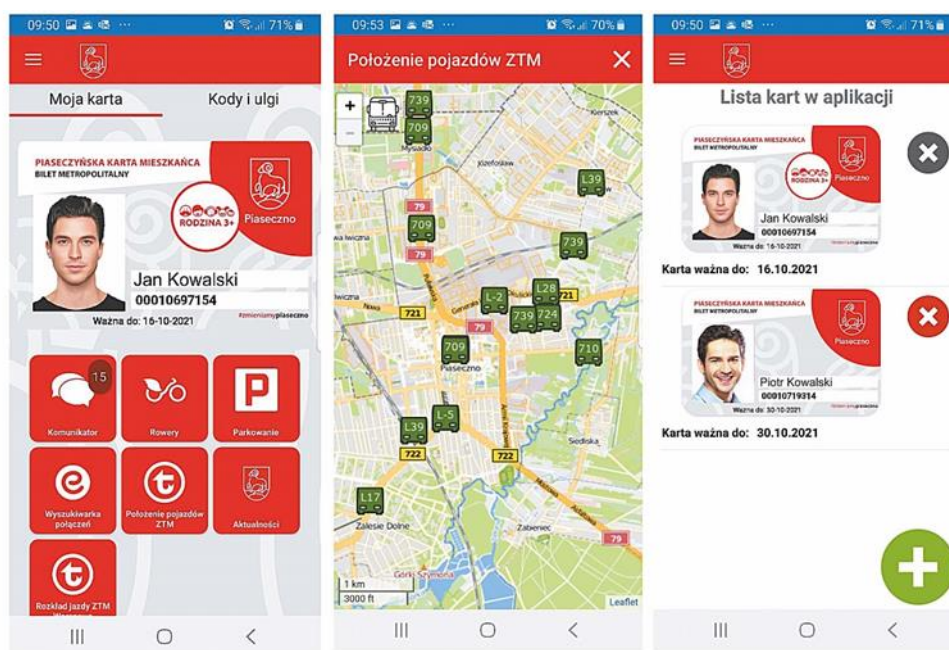 09:50 71%
Moja karta Kody i ulgi
PIASECZYŃSKA KARTA MIESZKAŃCA
BILET METROPOLITALNY
RODZINA 3+
Piaseczno
Jan Kowalski
00010697154
Ważna do: 16-10-2021
#zmieniamypiaseczno
15
Komunikator Rowery Parkowanie
P
e t
Wyszukiwarka
połączeń
Położenie pojazdów
ZTM
Aktualności
t
Rozkład jazdy ZTM
09:53 70%
Położenie pojazdów ZTM
+
-
739
709
Mysiadło
Kierszek
Józefosław
L39
79
709
79
739
721
Nowa
L-2
L28
721
739 724
79
709
Piaseczno
710
L-5
L39
722
722
Siedliska
L17
Zalesie Dolne
Żabieniec
79
Górki Szymona
1 km
3000 ft
Leaflet
09:50 71%
Lista kart w aplikacji
PIASECZYŃSKA KARTA MIESZKAŃCA
BILET METROPOLITALNY
RODZINA 3+
Piaseczno
Jan Kowalski
00010697154
Ważna do: 16-10-2021
#zmieniamypiaseczno
Karta ważna do: 16.10.2021
PIASECZYŃSKA KARTA MIESZKAŃCA
BILET METROPOLITALNY
Piaseczno
Piotr Kowalski
00010719314
Ważna do: 30-10-2021
#zmieniamypiaseczno
Karta ważna do: 30.10.2021